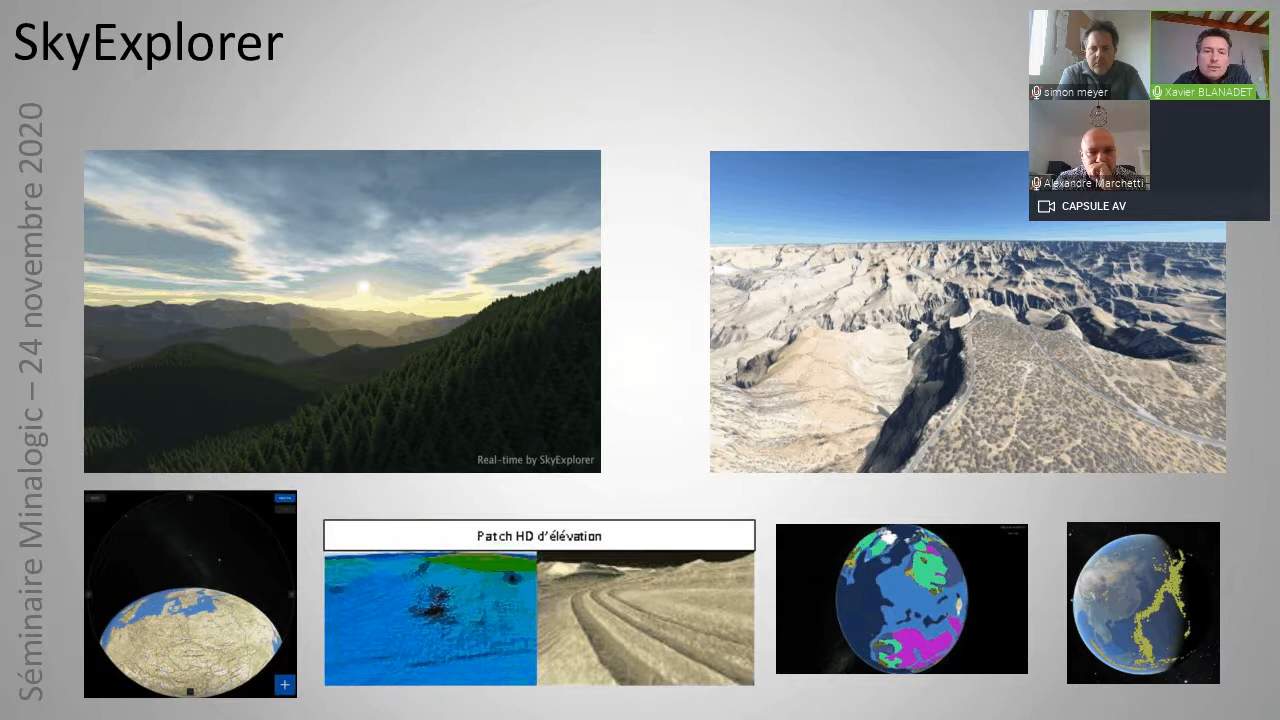 SkyExplorer
simon meyer
Xavier BLANADET
Alexandre Marchetti
CAPSULE AV
Séminaire Minalogic – 24 novembre 2020
Real-time by SkyExplorer
Patch HD d'élévation